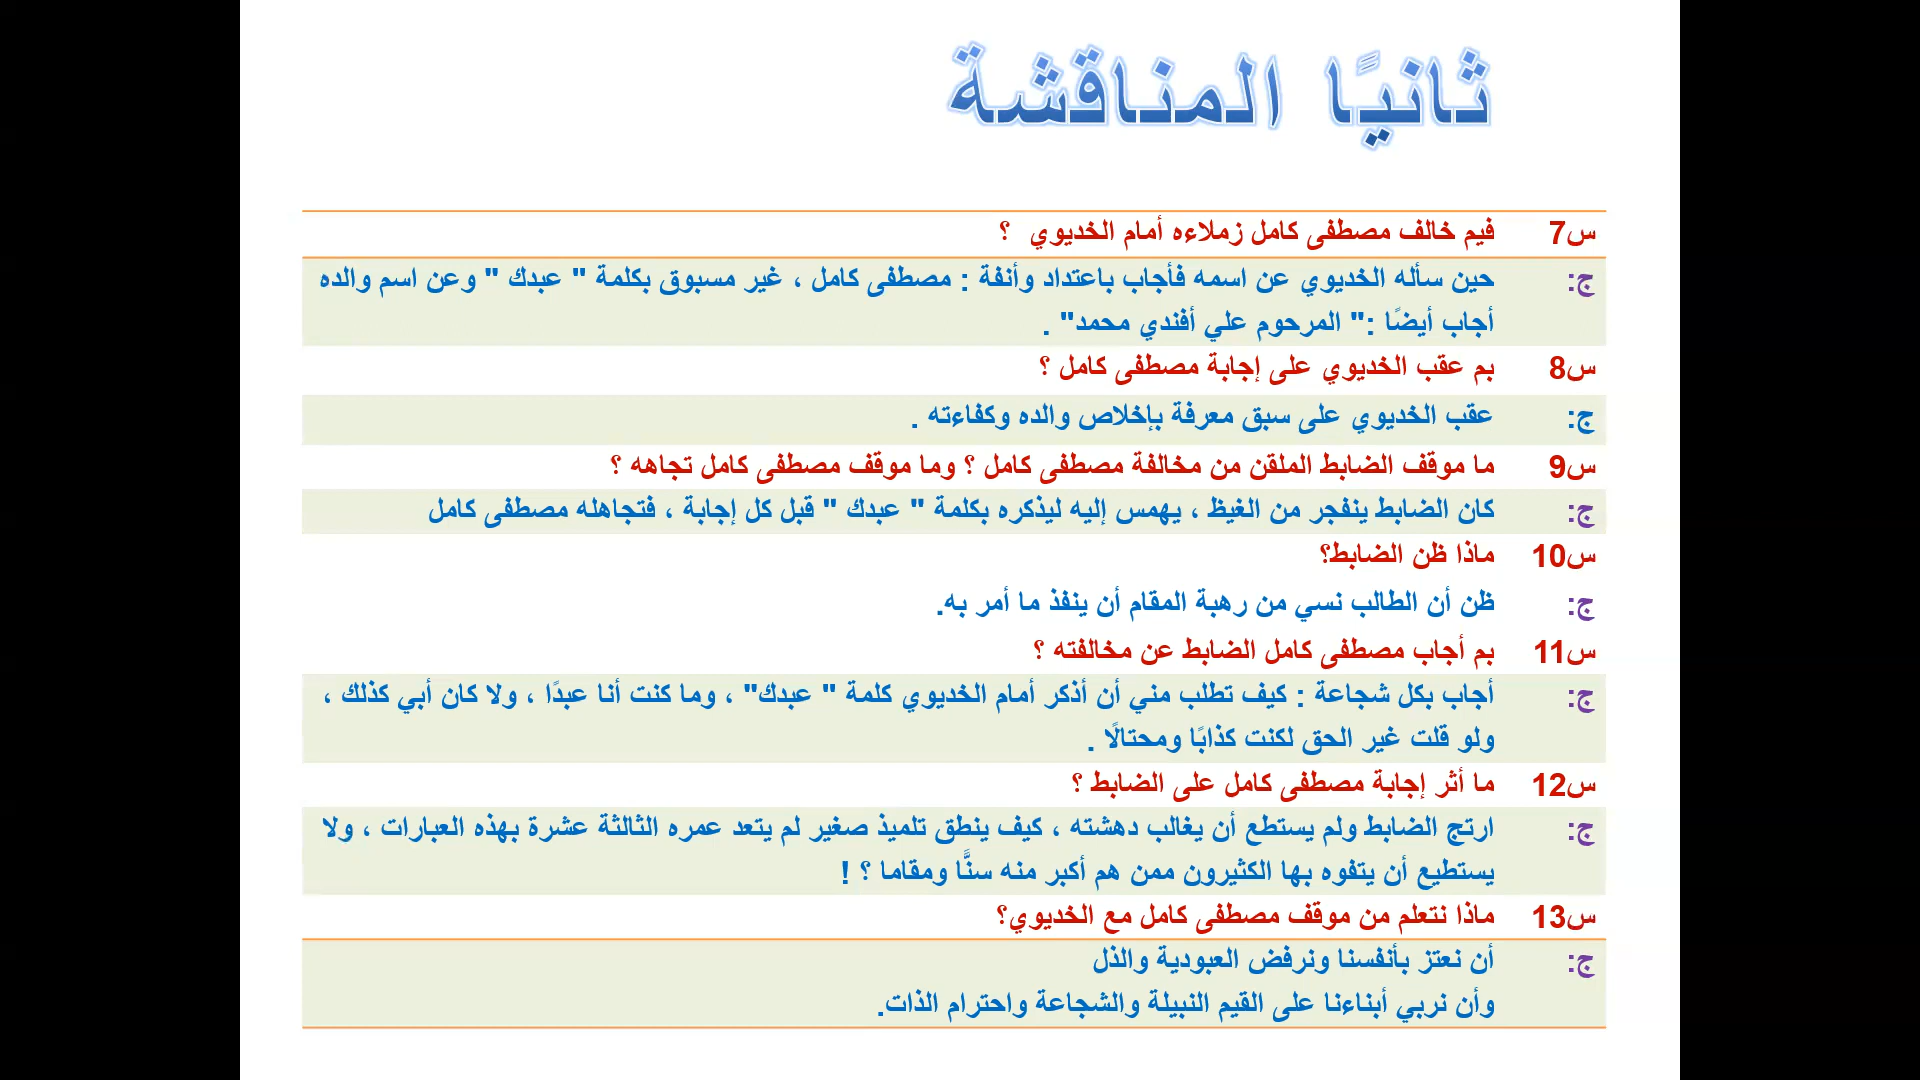 ثانيًا المناقشة
س7 فيم خالف مصطفى كامل زملاءه أمام الخديوي ؟
ج: حين سأله الخديوي عن اسمه فأجاب باعتداد وأنفة : مصطفى كامل ، غير مسبوق بكلمة " عبدك " وعن اسم والده
أجاب أيضًا :" المرحوم علي أفندي محمد" .
س8 بم عقب الخديوي على إجابة مصطفى كامل ؟
ج: عقب الخديوي على سبق معرفة بإخلاص والده وكفاءته .
س9 ما موقف الضابط الملقن من مخالفة مصطفى كامل ؟ وما موقف مصطفى كامل تجاهه ؟
ج: كان الضابط ينفجر من الغيظ ، يهمس إليه ليذكره بكلمة " عبدك " قبل كل إجابة ، فتجاهله مصطفى كامل
س10 ماذا ظن الضابط؟
ج: ظن أن الطالب نسي من رهبة المقام أن ينفذ ما أمر به.
س11 بم أجاب مصطفى كامل الضابط عن مخالفته ؟
ج: أجاب بكل شجاعة : كيف تطلب مني أن أذكر أمام الخديوي كلمة " عبدك" ، وما كنت أنا عبدًا ، ولا كان أبي كذلك ،
ولو قلت غير الحق لكنت كذابًا ومحتالًا .
س12 ما أثر إجابة مصطفى كامل على الضابط ؟
ج: ارتج الضابط ولم يستطع أن يغالب دهشته ، كيف ينطق تلميذ صغير لم يتعد عمره الثالثة عشرة بهذه العبارات ، ولا
يستطيع أن يتفوه بها الكثيرون ممن هم أكبر منه سنًّا ومقاما ؟ !
س13 ماذا نتعلم من موقف مصطفى كامل مع الخديوي؟
ج: أن نعتز بأنفسنا ونرفض العبودية والذل
وأن نربي أبناءنا على القيم النبيلة والشجاعة واحترام الذات.